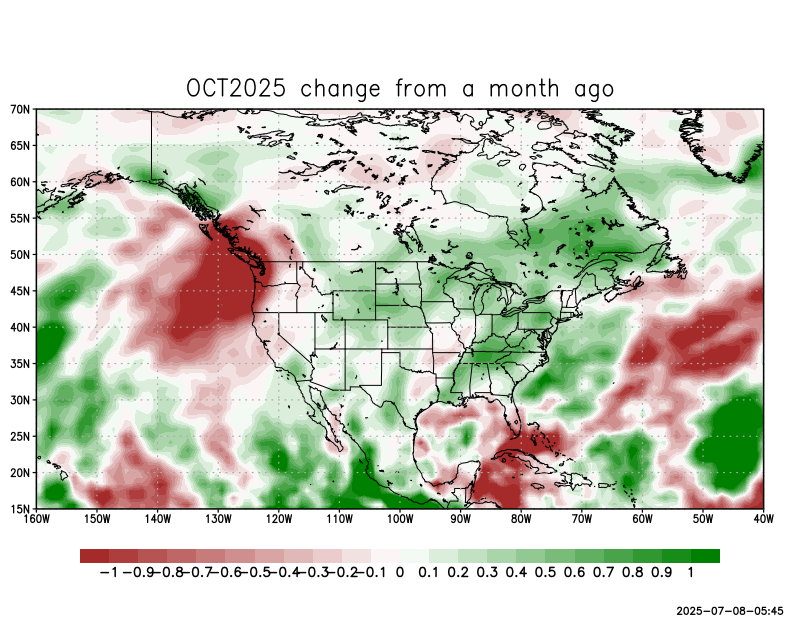 OCT2025 change from a month ago
70N
65N
60N
55N
50N
45N
40N
35N
30N
25N
20N
15N
160W 150W 140W 130W 120W 110W 100W 90W 80W 70W 60W 50W 40W
-1 -0.9 -0.8 -0.7 -0.6 -0.5 -0.4 -0.3 -0.2 -0.1 0 0.1 0.2 0.3 0.4 0.5 0.6 0.7 0.8 0.9 1
2025-07-08-05:45